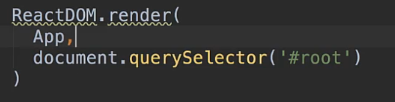 ReactDOM.render(
App,
document.querySelector('#root')
)